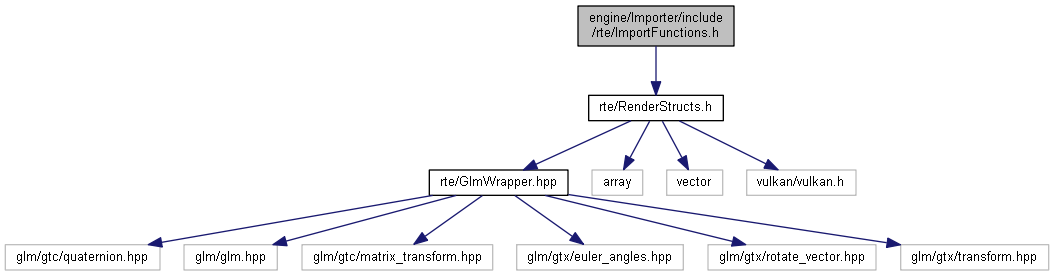 engine/Importer/include
/rte/ImportFunctions.h
rte/RenderStructs.h
rte/GlmWrapper.hpp
array
vector
vulkan/vulkan.h
glm/gtc/quaternion.hpp
glm/glm.hpp
glm/gtc/matrix_transform.hpp
glm/gtx/euler_angles.hpp
glm/gtx/rotate_vector.hpp
glm/gtx/transform.hpp